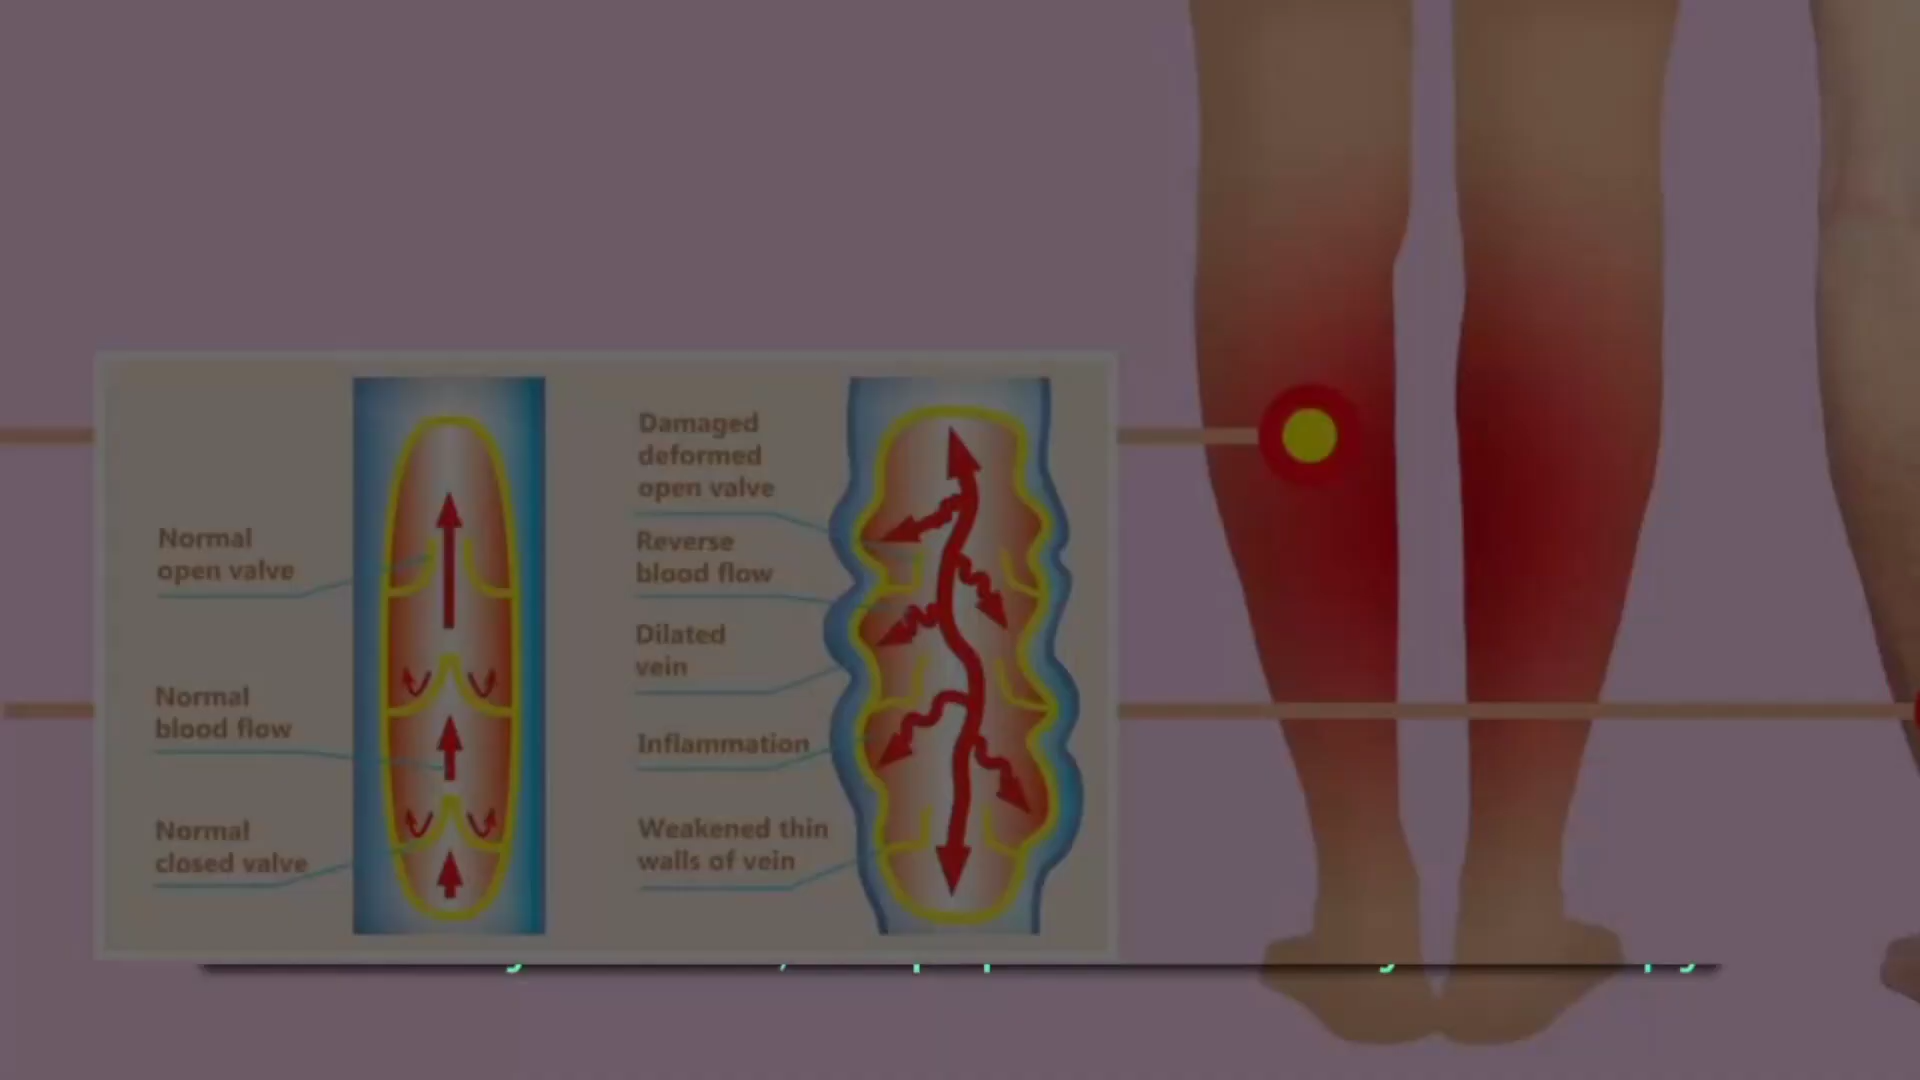 Normal
open valve
Normal
blood flow
Normal
closed valve
Damaged
deformed
open valve
Reverse
blood flow
Dilated
vein
Inflammation
Weakened thin
walls of vein